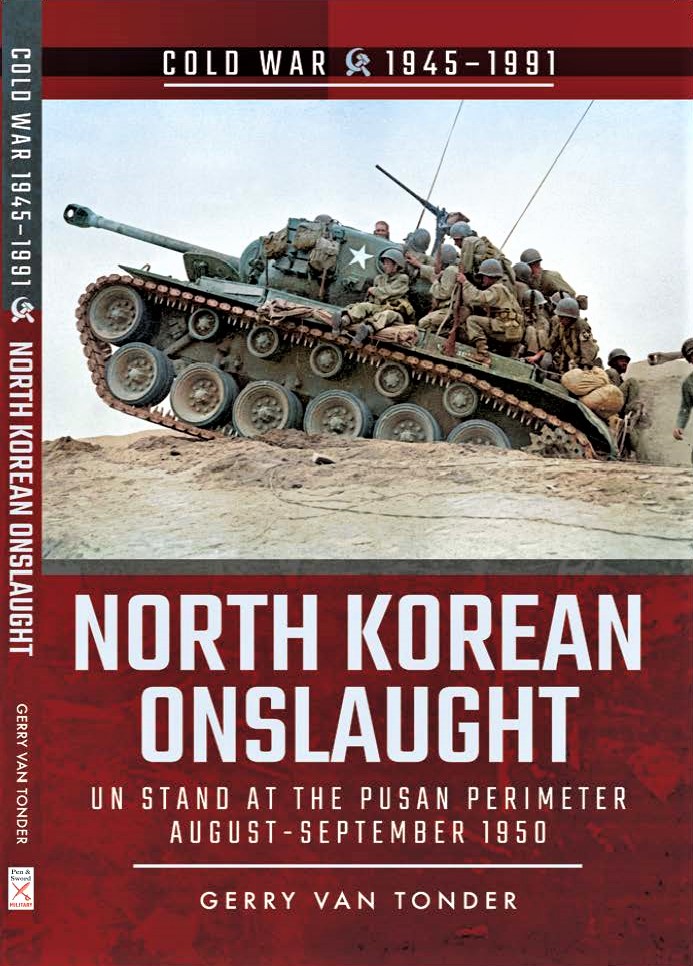 COLD WAR 1945–1991
NORTH KOREAN
ONSLAUGHT
UN STAND AT THE PUSAN PERIMETER
AUGUST-SEPTEMBER 1950
GERRY VAN TONDER
COLD WAR 1945–1991
NORTH KOREAN ONSLAUGHT
GERRY VAN TONDER
Pen &
Sword
MILITARY